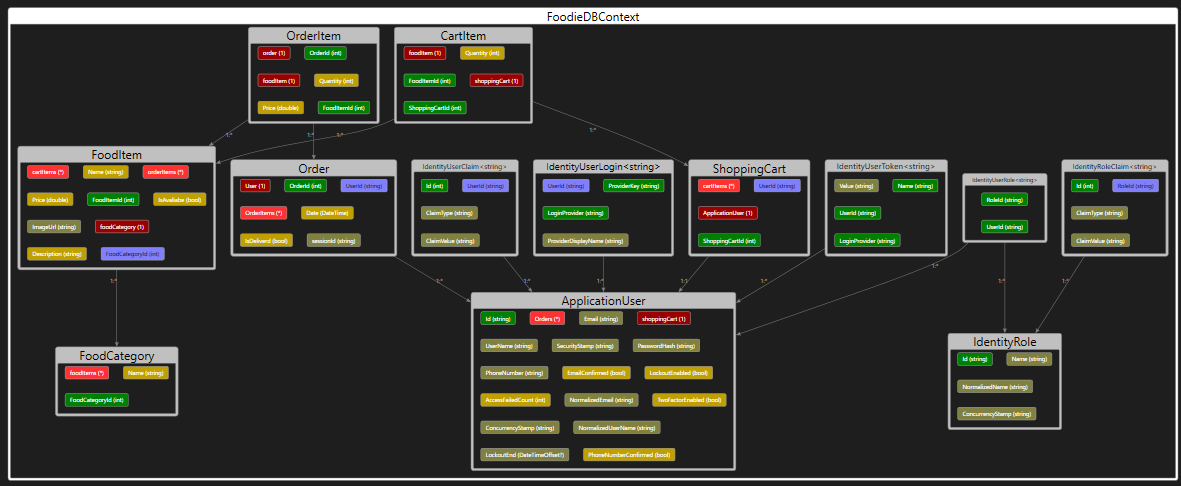 FoodieDBContext
OrderItem
order (1) OrderId (int)
foodItem (1) Quantity (int)
Price (double) FoodItemId (int)
CartItem
foodItem (1) Quantity (int)
FoodItemId (int) shoppingCart (1)
ShoppingCartId (int)
1:* 1:* 1:* 1:*
FoodItem
cartItems (*) Name (string) orderItems (*)
Price (double) FoodItemId (int) IsAvailabe (bool)
ImageUrl (string) foodCategory (1)
Description (string) FoodCategoryId (int)
Order
User (1) OrderId (int) UserId (string)
OrderItems (*) Date (DateTime)
IsDeliverd (bool) sessionId (string)
IdentityUserClaim<string>
Id (int) UserId (string)
ClaimType (string)
ClaimValue (string)
IdentityUserLogin<string>
UserId (string) ProviderKey (string)
LoginProvider (string)
ProviderDisplayName (string)
ShoppingCart
cartItems (*) UserId (string)
ApplicationUser (1)
ShoppingCartId (int)
IdentityUserToken<string>
Value (string) Name (string)
UserId (string)
LoginProvider (string)
IdentityUserRole<string>
RoleId (string)
UserId (string)
IdentityRoleClaim<string>
Id (int) RoleId (string)
ClaimType (string)
ClaimValue (string)
1:* 1:* 1:* 1:* 1:1 1:* 1:* 1:* 1:*
ApplicationUser
Id (string) Orders (*) Email (string) shoppingCart (1)
UserName (string) SecurityStamp (string) PasswordHash (string)
PhoneNumber (string) EmailConfirmed (bool) LockoutEnabled (bool)
AccessFailedCount (int) NormalizedEmail (string) TwoFactorEnabled (bool)
ConcurrencyStamp (string) NormalizedUserName (string)
LockoutEnd (DateTimeOffset?) PhoneNumberConfirmed (bool)
IdentityRole
Id (string) Name (string)
NormalizedName (string)
ConcurrencyStamp (string)
FoodCategory
foodItems (*) Name (string)
FoodCategoryId (int)